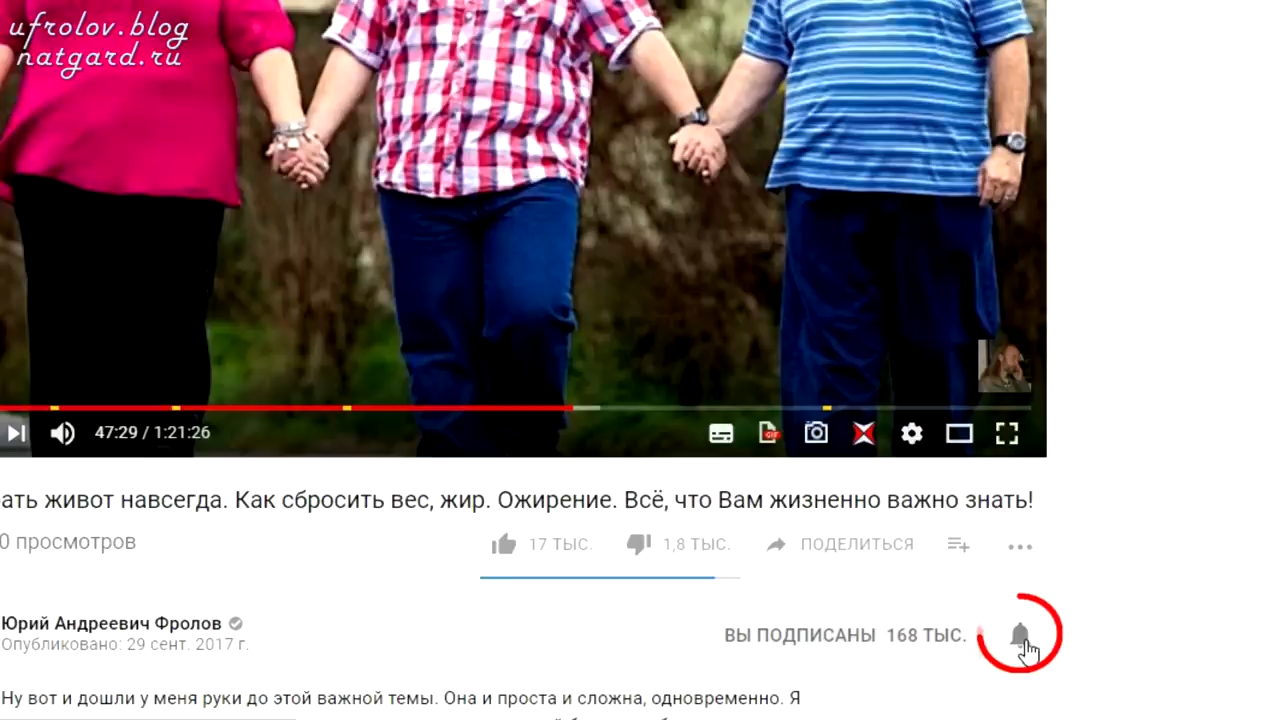 ufrolov.blog
natgard.ru
47:29 / 1:21:26
GIF
ать живот навсегда. Как сбросить вес, жир. Ожирение. Всё, что Вам жизненно важно знать!
0 просмотров
17 ТЫС.
1,8 ТЫС.
ПОДЕЛИТЬСЯ
Юрий Андреевич Фролов
Опубликовано: 29 сент. 2017 г.
ВЫ ПОДПИСАНЫ 168 ТЫС.
Ну вот и дошли у меня руки до этой важной темы. Она и проста и сложна, одновременно. Я